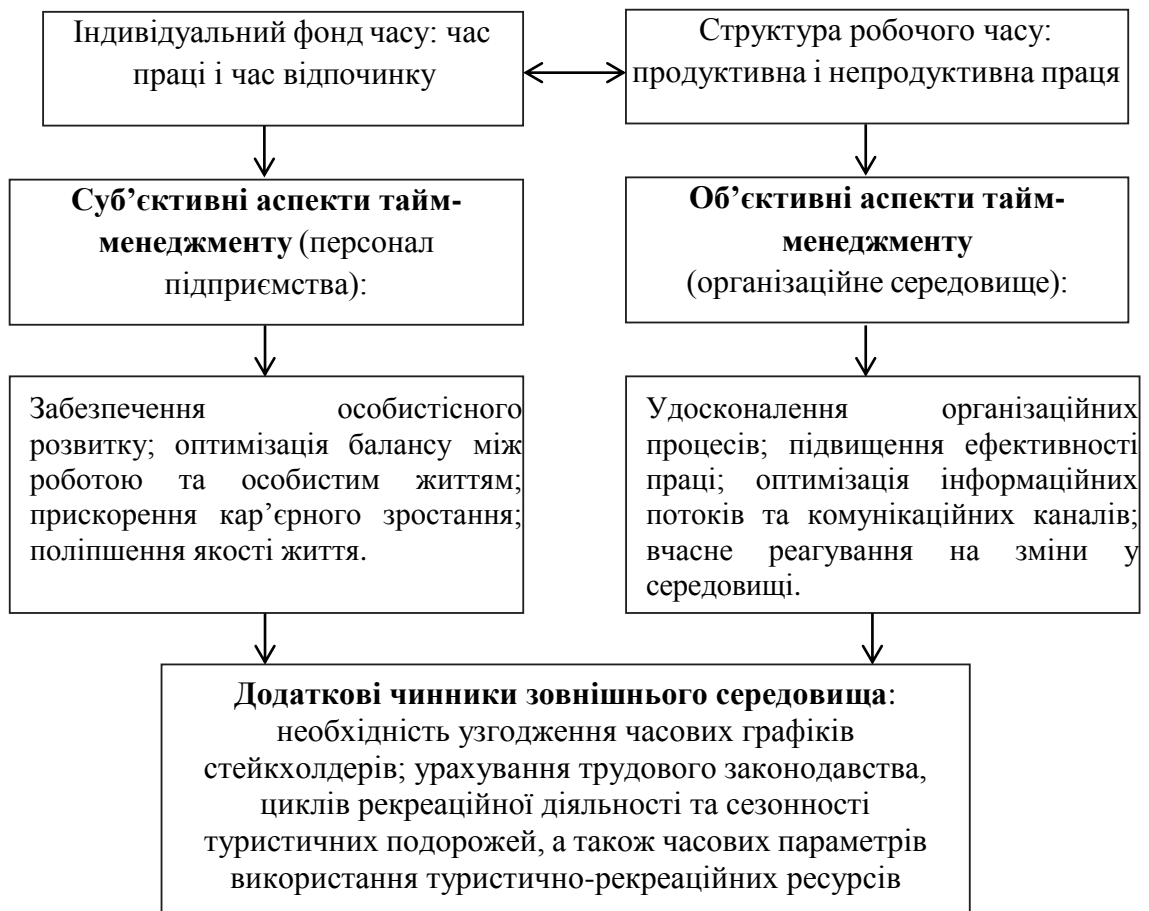 Індивідуальний фонд часу: час
праці і час відпочинку
Структура робочого часу:
продуктивна і непродуктивна праця
Суб’єктивні аспекти тайм-
менеджменту (персонал
підприємства):
Об’єктивні аспекти тайм-
менеджменту
(організаційне середовище):
Забезпечення особистісного
розвитку; оптимізація балансу між
роботою та особистим життям;
прискорення кар’єрного зростання;
поліпшення якості життя.
Удосконалення організаційних
процесів; підвищення ефективності
праці; оптимізація інформаційних
потоків та комунікаційних каналів;
вчасне реагування на зміни у
середовищі.
Додаткові чинники зовнішнього середовища:
необхідність узгодження часових графіків
стейкхолдерів; урахування трудового законодавства,
циклів рекреаційної діяльності та сезонності
туристичних подорожей, а також часових параметрів
використання туристично-рекреаційних ресурсів